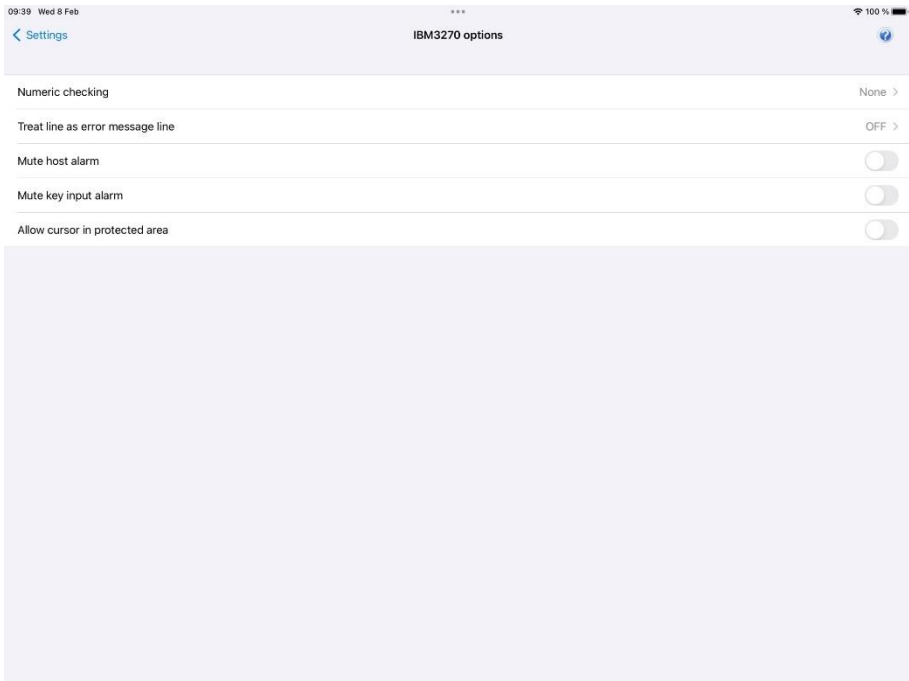 09:39 Wed 8 Feb 100 %
Settings IBM3270 options ?
Numeric checking None
Treat line as error message line OFF
Mute host alarm
Mute key input alarm
Allow cursor in protected area